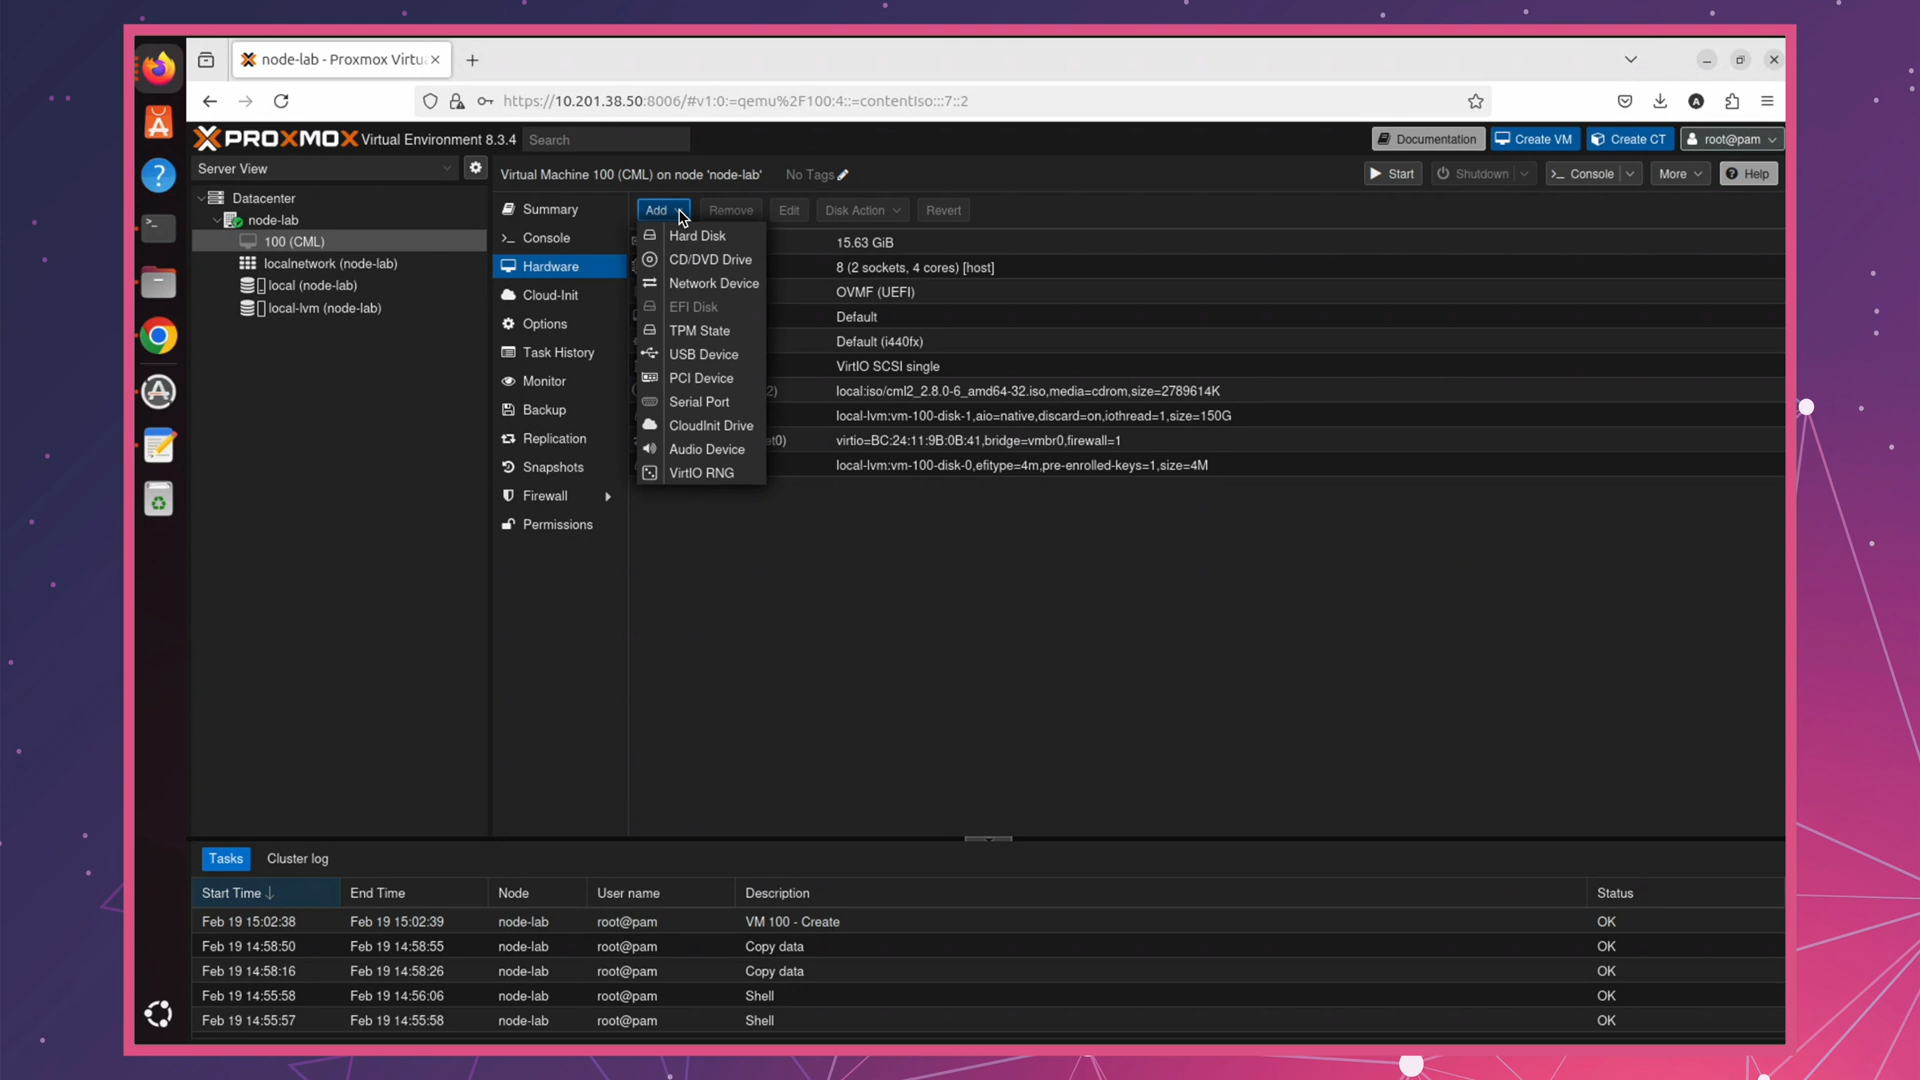 node-lab - Proxmox Virtu
https://10.201.38.50:8006/#v1:0:=qemu%2F100:4::=contentIso:::7::2
PROXMOX Virtual Environment 8.3.4 Search Documentation Create VM Create CT root@pam
Server View
Virtual Machine 100 (CML) on node 'node-lab' No Tags Start Shutdown Console More Help
Datacenter
node-lab
100 (CML)
localnetwork (node-lab)
local (node-lab)
local-lvm (node-lab)
Summary
Console
Hardware
Cloud-Init
Options
Task History
Monitor
Backup
Replication
Snapshots
Firewall
Permissions
Add Remove Edit Disk Action Revert
Hard Disk
CD/DVD Drive
Network Device
EFI Disk
TPM State
USB Device
PCI Device
Serial Port
CloudInit Drive
Audio Device
VirtIO RNG
15.63 GiB
8 (2 sockets, 4 cores) [host]
OVMF (UEFI)
Default
Default (i440fx)
VirtIO SCSI single
2) local:iso/cml2_2.8.0-6_amd64-32.iso,media=cdrom,size=2789614K
local-lvm:vm-100-disk-1,aio=native,discard=on,iothread=1,size=150G
et0) virtio=BC:24:11:9B:0B:41,bridge=vmbr0,firewall=1
local-lvm:vm-100-disk-0,efitype=4m,pre-enrolled-keys=1,size=4M
Tasks Cluster log
Start Time End Time Node User name Description Status
Feb 19 15:02:38 Feb 19 15:02:39 node-lab root@pam VM 100 - Create OK
Feb 19 14:58:50 Feb 19 14:58:55 node-lab root@pam Copy data OK
Feb 19 14:58:16 Feb 19 14:58:26 node-lab root@pam Copy data OK
Feb 19 14:55:58 Feb 19 14:56:06 node-lab root@pam Shell OK
Feb 19 14:55:57 Feb 19 14:55:58 node-lab root@pam Shell OK